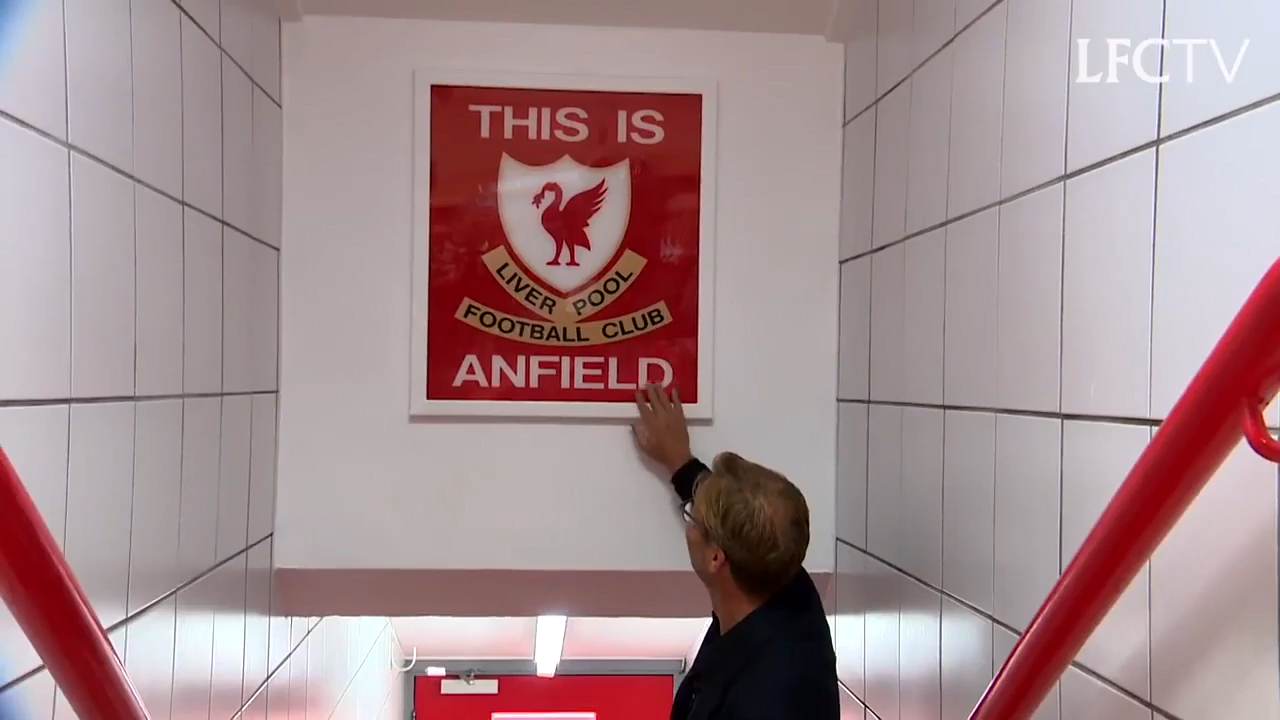 LFCTV
THIS IS
LIVER POOL
FOOTBALL CLUB
ANFIELD